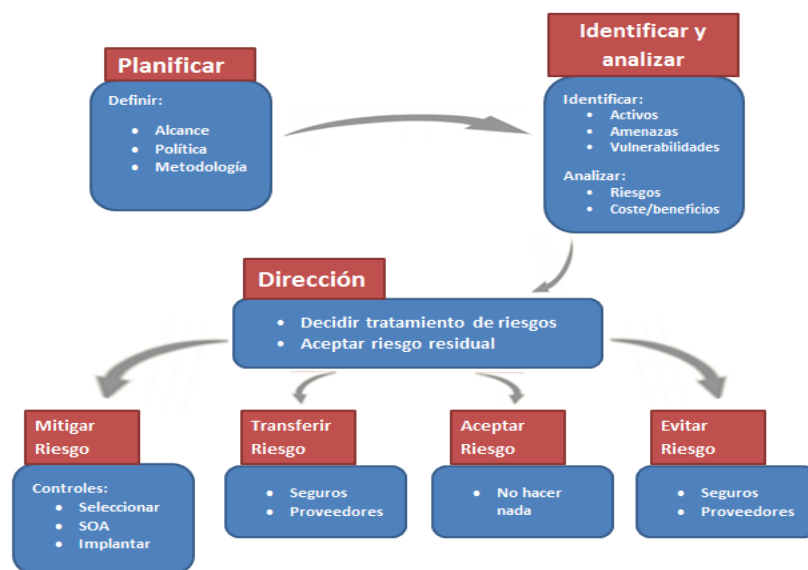 Planificar
Definir:
• Alcance
• Política
• Metodología
Identificar y
analizar
Identificar:
• Activos
• Amenazas
• Vulnerabilidades
Analizar:
• Riesgos
• Coste/beneficios
Dirección
• Decidir tratamiento de riesgos
• Aceptar riesgo residual
Mitigar
Riesgo
Controles:
• Seleccionar
• SOA
• Implantar
Transferir
Riesgo
• Seguros
• Proveedores
Aceptar
Riesgo
• No hacer
nada
Evitar
Riesgo
• Seguros
• Proveedores